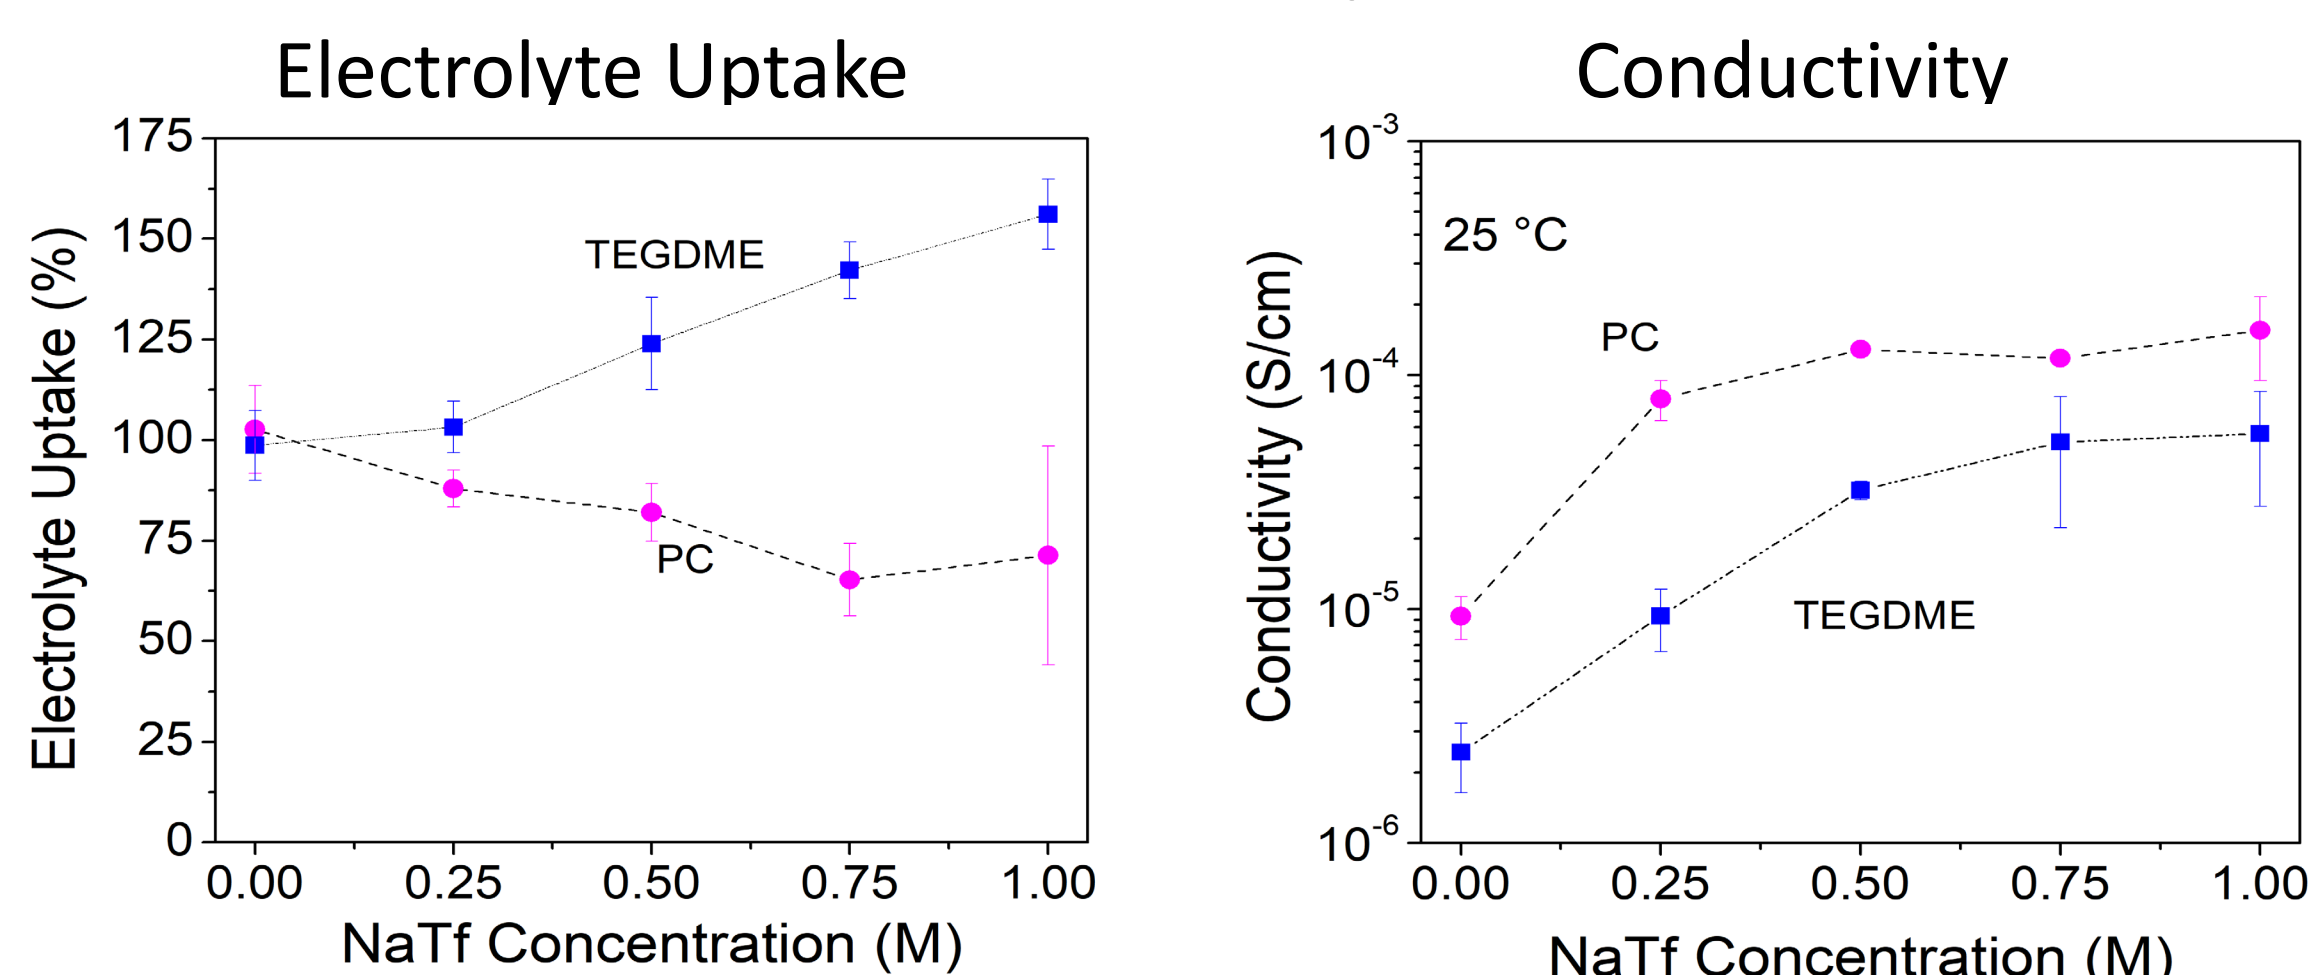 Electrolyte Uptake
175
150
125
100
75
50
25
0
Electrolyte Uptake (%)
TEGDME
PC
0.00 0.25 0.50 0.75 1.00
NaTf Concentration (M)
Conductivity
10⁻³
10⁻⁴
10⁻⁵
10⁻⁶
Conductivity (S/cm)
25 °C
PC
TEGDME
0.00 0.25 0.50 0.75 1.00
NaTf Concentration (M)